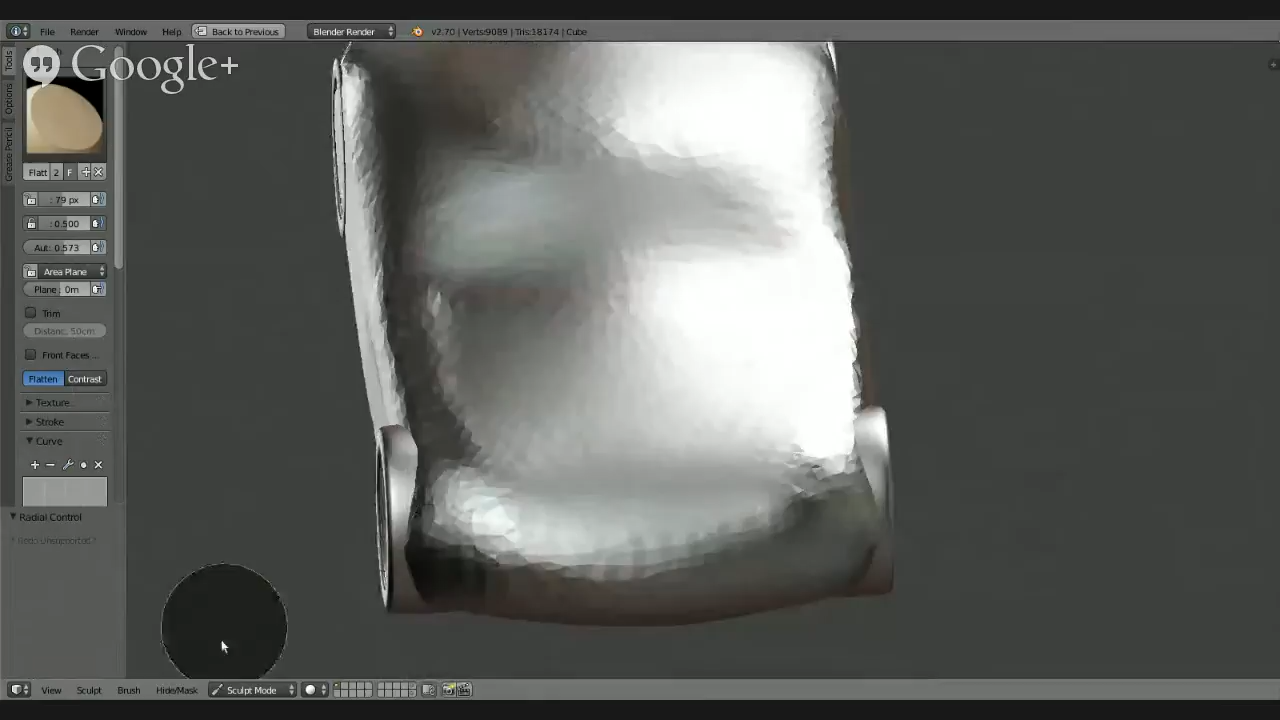 File Render Window Help Back to Previous Blender Render v2.70 | Verts:9089 | Tris:18174 | Cube
Google+
Tools
Options
Grease Pencil
Flatt 2 F
: 79 px
: 0.500
Aut: 0.573
Area Plane
Plane : 0m
Trim
Distanc: 50cm
Front Faces ...
Flatten Contrast
Texture
Stroke
Curve
Radial Control
View Sculpt Brush Hide/Mask Sculpt Mode